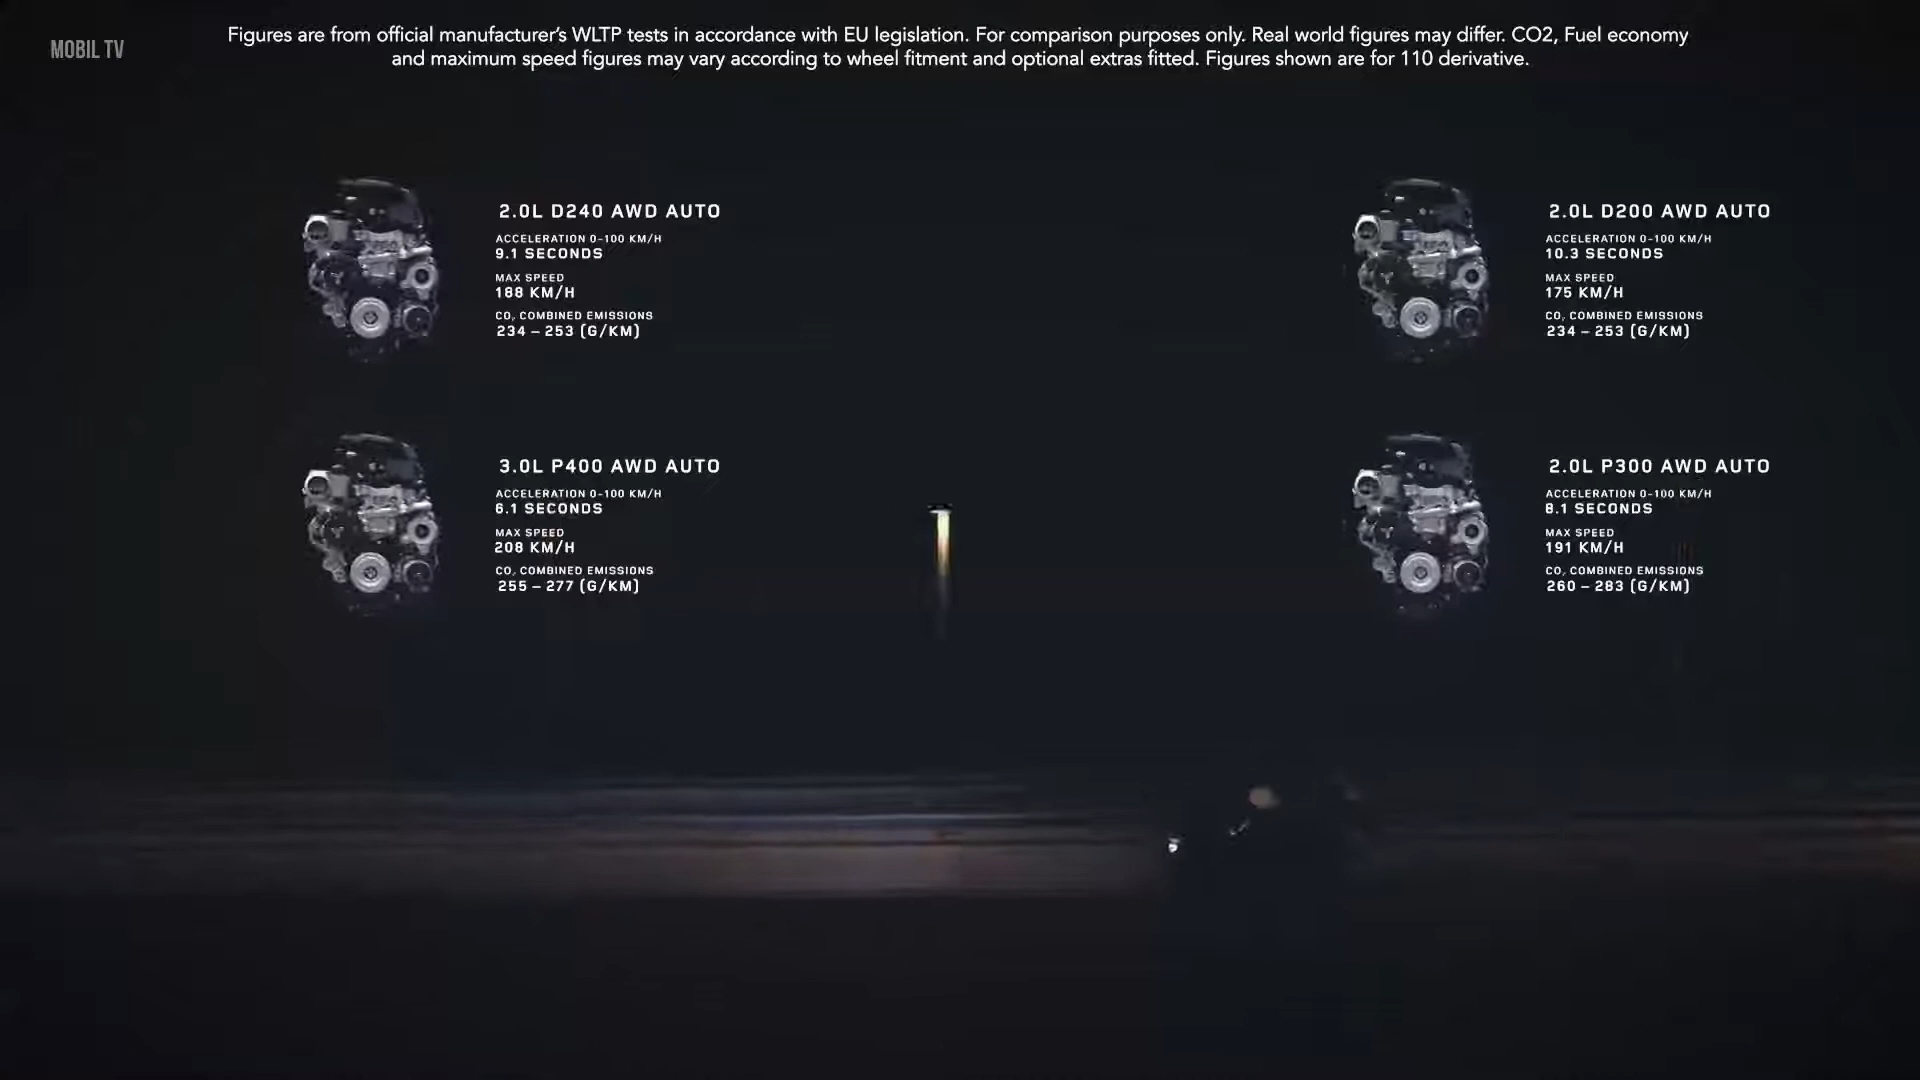 MOBIL TV
Figures are from official manufacturer's WLTP tests in accordance with EU legislation. For comparison purposes only. Real world figures may differ. CO2, Fuel economy
and maximum speed figures may vary according to wheel fitment and optional extras fitted. Figures shown are for 110 derivative.
2.0L D240 AWD AUTO
ACCELERATION 0-100 KM/H
9.1 SECONDS
MAX SPEED
188 KM/H
CO₂ COMBINED EMISSIONS
234 – 253 (G/KM)
2.0L D200 AWD AUTO
ACCELERATION 0-100 KM/H
10.3 SECONDS
MAX SPEED
175 KM/H
CO₂ COMBINED EMISSIONS
234 – 253 (G/KM)
3.0L P400 AWD AUTO
ACCELERATION 0-100 KM/H
6.1 SECONDS
MAX SPEED
208 KM/H
CO₂ COMBINED EMISSIONS
255 – 277 (G/KM)
2.0L P300 AWD AUTO
ACCELERATION 0-100 KM/H
8.1 SECONDS
MAX SPEED
191 KM/H
CO₂ COMBINED EMISSIONS
260 – 283 (G/KM)